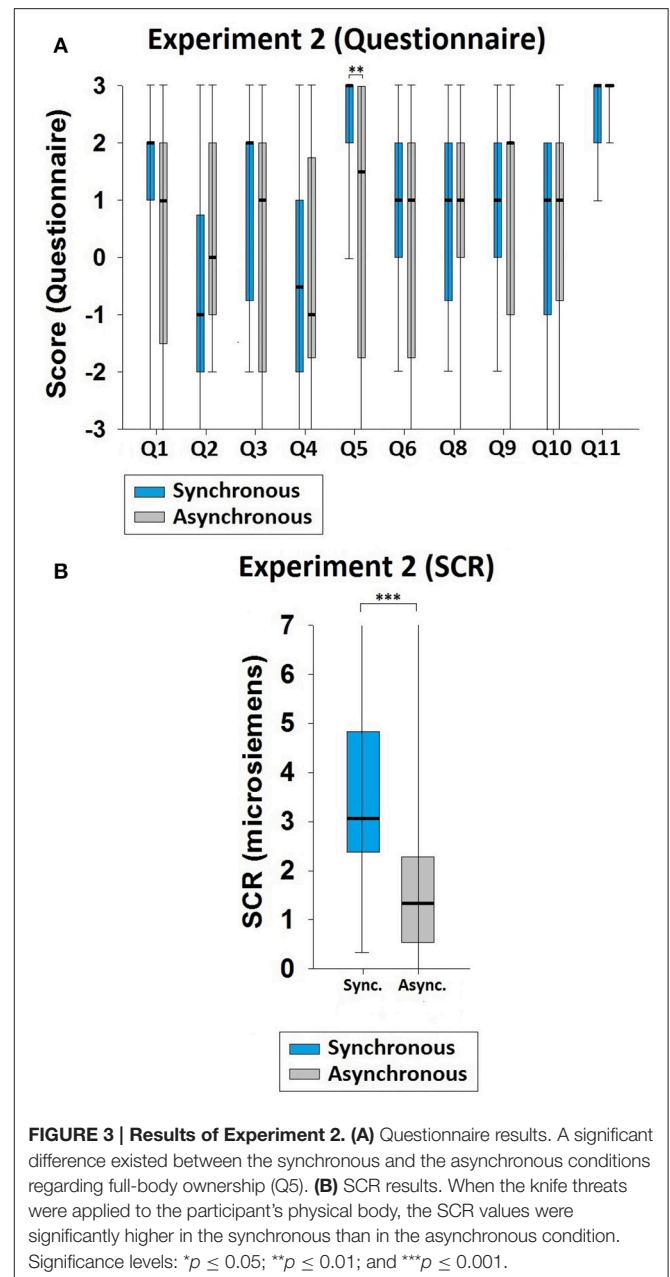 A
Experiment 2 (Questionnaire)
Score (Questionnaire)
3
2
1
0
-1
-2
-3
**
Q1 Q2 Q3 Q4 Q5 Q6 Q8 Q9 Q10 Q11
Synchronous
Asynchronous
B
Experiment 2 (SCR)
SCR (microsiemens)
7
6
5
4
3
2
1
0
***
Sync. Async.
Synchronous
Asynchronous
FIGURE 3 | Results of Experiment 2. (A) Questionnaire results. A significant
difference existed between the synchronous and the asynchronous conditions
regarding full-body ownership (Q5). (B) SCR results. When the knife threats
were applied to the participant's physical body, the SCR values were
significantly higher in the synchronous than in the asynchronous condition.
Significance levels: *p ≤ 0.05; **p ≤ 0.01; and ***p ≤ 0.001.